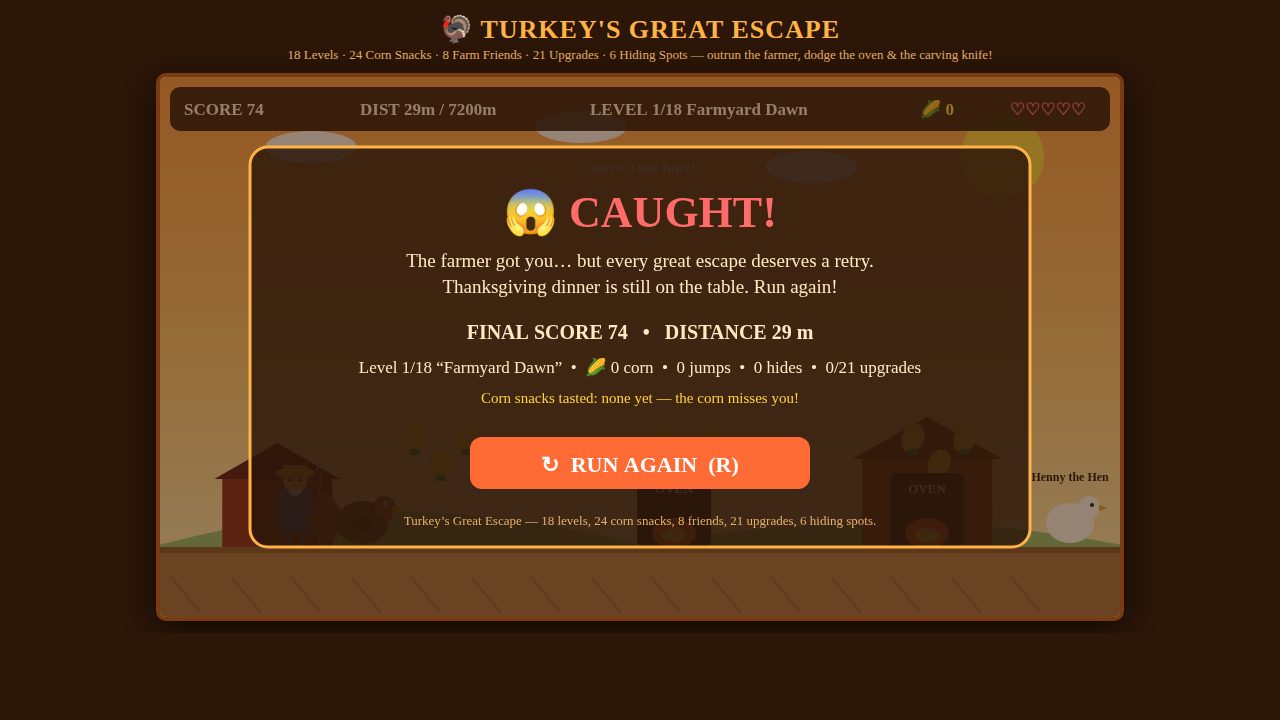 🦃 TURKEY'S GREAT ESCAPE
18 Levels · 24 Corn Snacks · 8 Farm Friends · 21 Upgrades · 6 Hiding Spots — outrun the farmer, dodge the oven & the carving knife!
SCORE 74 DIST 29m / 7200m LEVEL 1/18 Farmyard Dawn 🌽 0 ♡♡♡♡♡
Ouch! That hurt!
😱 CAUGHT!
The farmer got you… but every great escape deserves a retry.
Thanksgiving dinner is still on the table. Run again!
FINAL SCORE 74 • DISTANCE 29 m
Level 1/18 “Farmyard Dawn” • 🌽 0 corn • 0 jumps • 0 hides • 0/21 upgrades
Corn snacks tasted: none yet — the corn misses you!
↻ RUN AGAIN (R)
Henny the Hen
OVEN
OVEN
Turkey’s Great Escape — 18 levels, 24 corn snacks, 8 friends, 21 upgrades, 6 hiding spots.